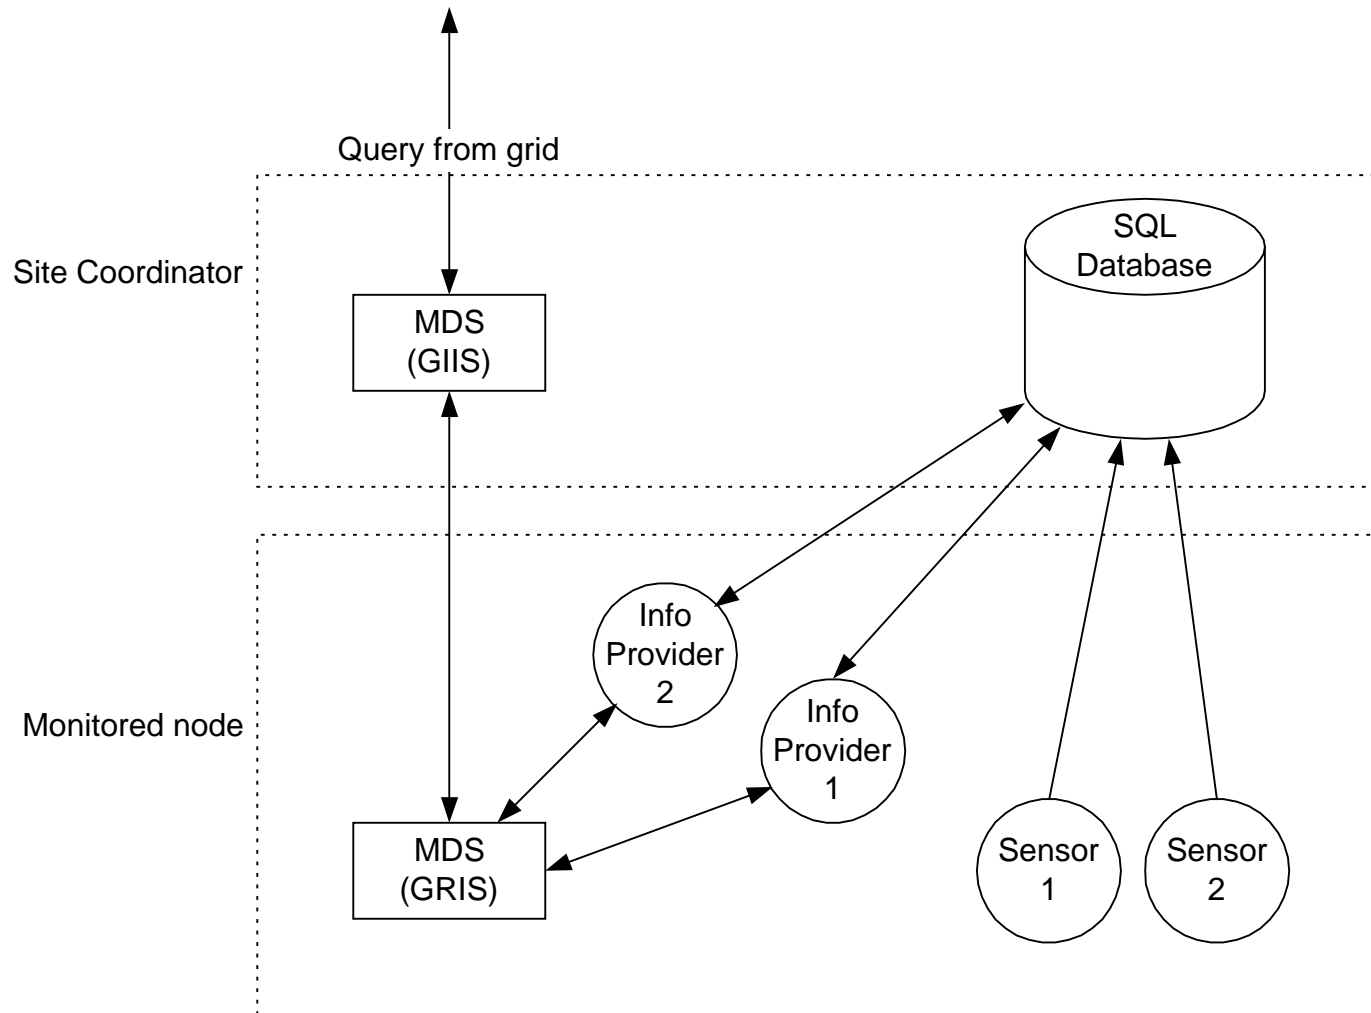 Query from grid
Site Coordinator
MDS
(GIIS)
SQL
Database
Monitored node
Info
Provider
2
Info
Provider
1
MDS
(GRIS)
Sensor
1
Sensor
2